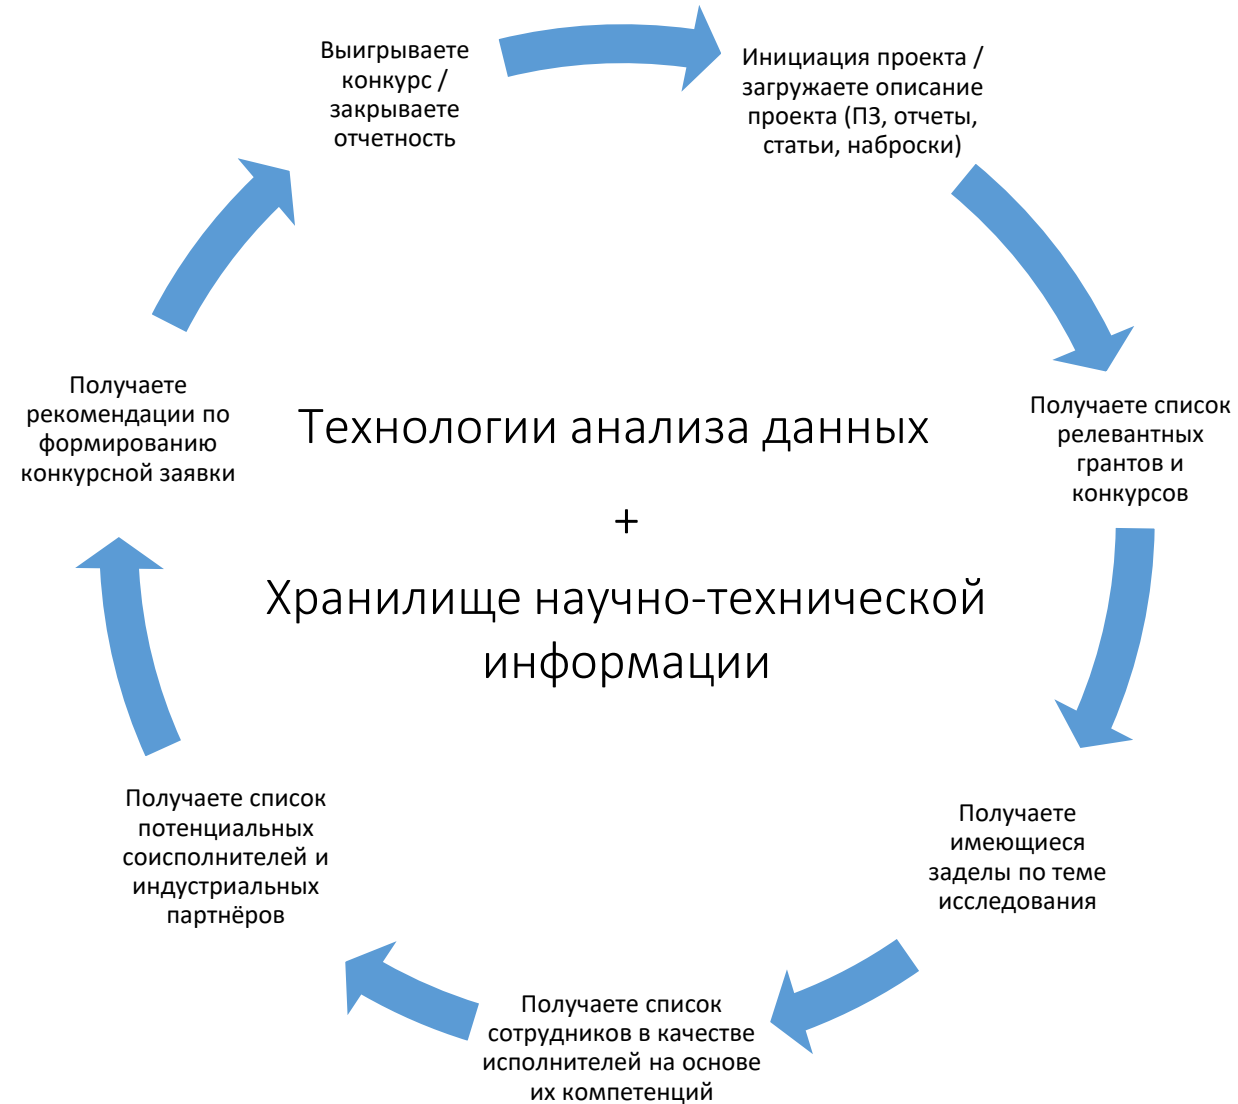 Выигрываете
конкурс /
закрываете
отчетность
Инициация проекта /
загружаете описание
проекта (ПЗ, отчеты,
статьи, наброски)
Получаете список
релевантных
грантов и
конкурсов
Получаете
имеющиеся
заделы по теме
исследования
Получаете список
сотрудников в качестве
исполнителей на основе
их компетенций
Получаете список
потенциальных
соисполнителей и
индустриальных
партнёров
Получаете
рекомендации по
формированию
конкурсной заявки
Технологии анализа данных
+
Хранилище научно-технической
информации